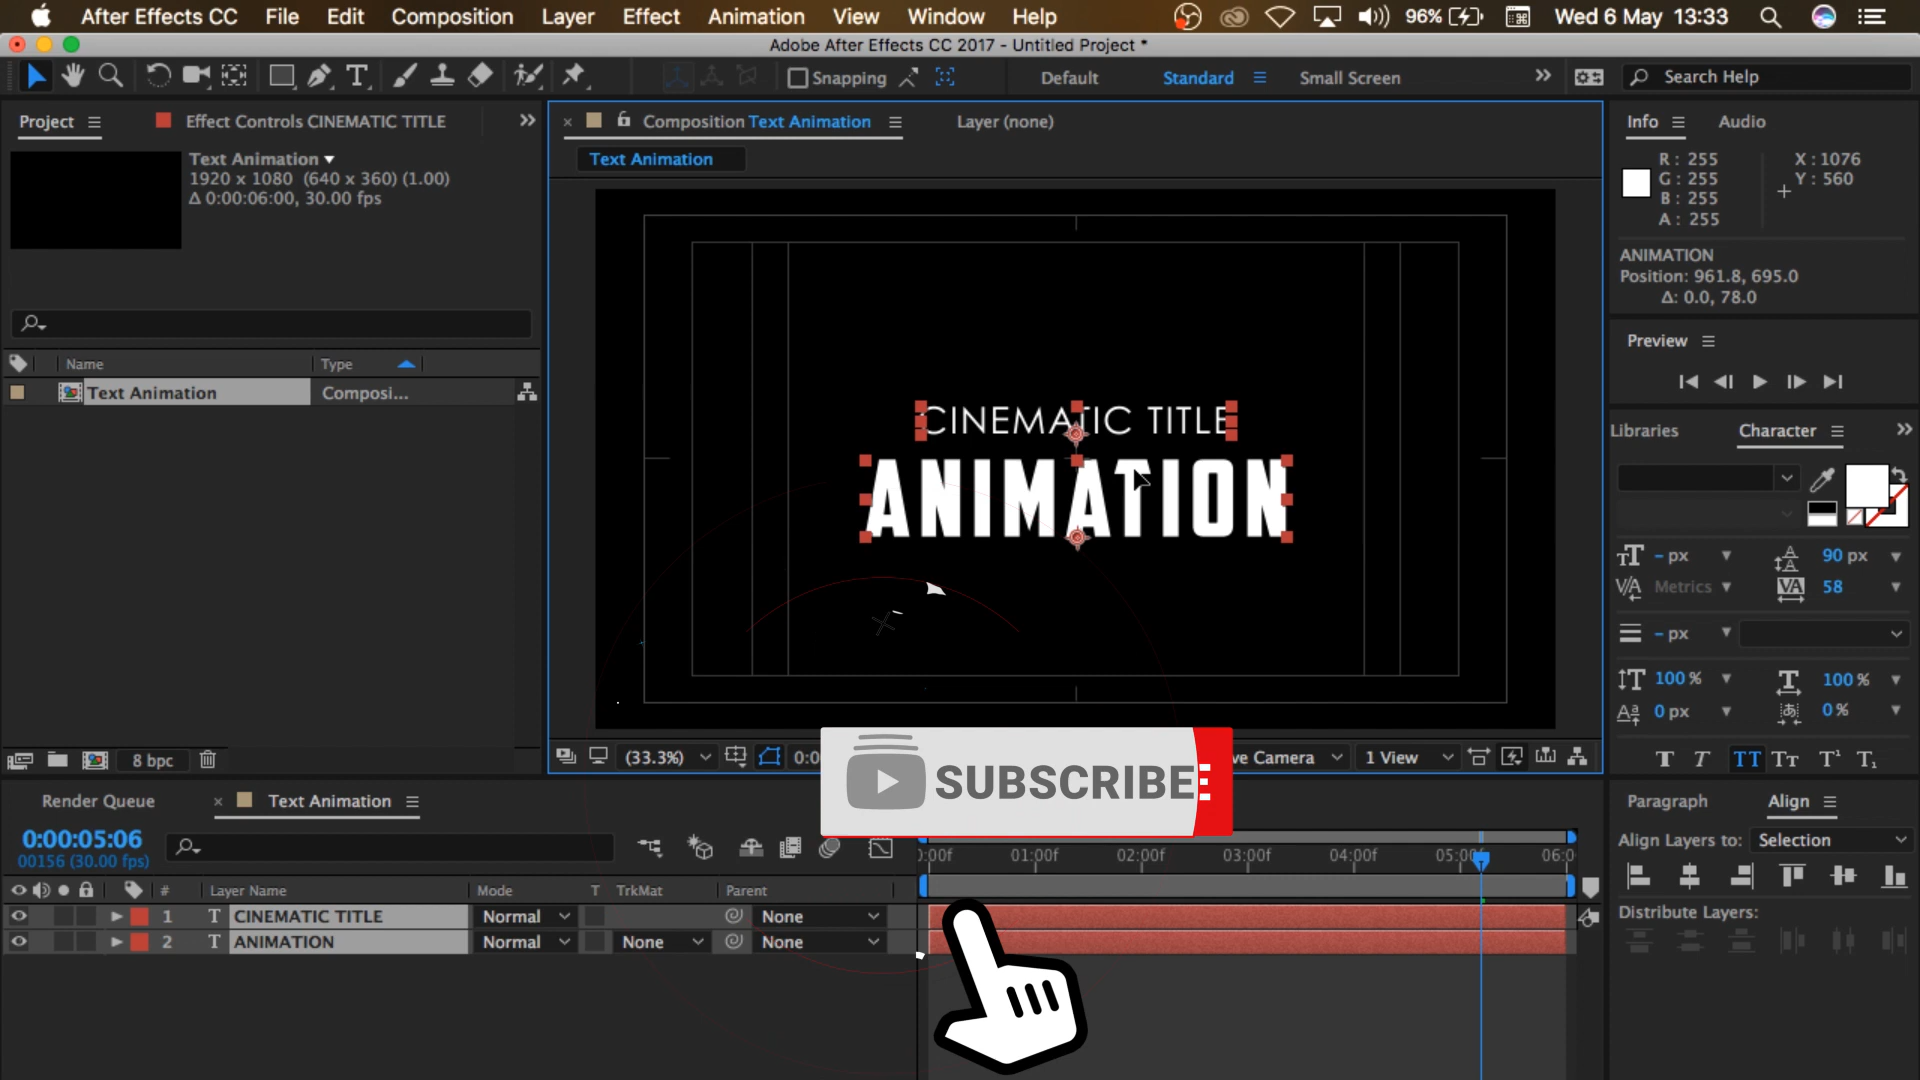 After Effects CC File Edit Composition Layer Effect Animation View Window Help 96% Wed 6 May 13:33
Adobe After Effects CC 2017 - Untitled Project *
Snapping Default Standard Small Screen Search Help
Project Effect Controls CINEMATIC TITLE
Composition Text Animation Layer (none)
Text Animation
Info Audio
Text Animation
1920 x 1080 (640 x 360) (1.00)
Δ 0:00:06:00, 30.00 fps
R: 255 X: 1076
G: 255 Y: 560
B: 255
A: 255
ANIMATION
Position: 961.8, 695.0
Δ: 0.0, 78.0
Preview
Name Type
Text Animation Composi...
CINEMATIC TITLE
ANIMATION
Libraries Character
- px 90 px
Metrics 58
- px
100 % 100 %
0 px 0 %
T T TT Tt T¹ T₁
8 bpc
(33.3%) 1 View
SUBSCRIBE
Render Queue Text Animation
Paragraph Align
0:00:05:06
00156 (30.00 fps)
01:00f 02:00f 03:00f 04:00f
Align Layers to: Selection
# Layer Name Mode T TrkMat Parent
1 T CINEMATIC TITLE Normal None
2 T ANIMATION Normal None None
Distribute Layers: